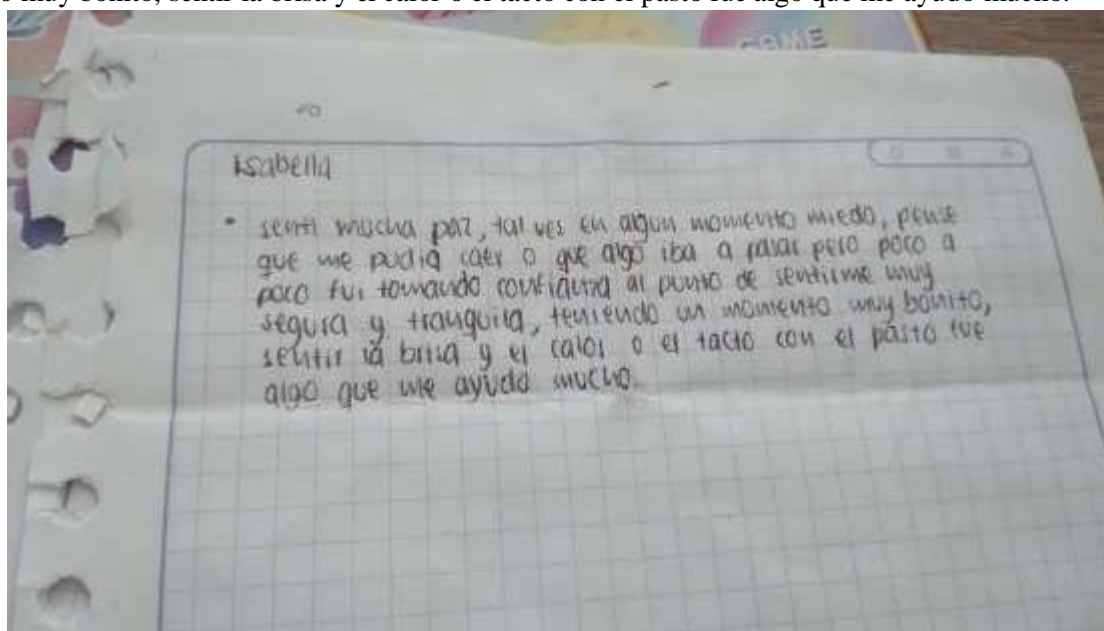 o muy bonito, sentir la brisa y el calor o el tacto con el pasto fue algo que me ayudó mucho.
GAME
Isabella
• senti mucha paz, tal ves en algun momento miedo, pense
que me pudia caer o que algo iba a pasar pero poco a
poco fui tomando confianza al punto de sentirme muy
segura y tranquila, teniendo un momento muy bonito,
sentir la brisa y el calor o el tacto con el pasto fue
algo que me ayudo mucho.